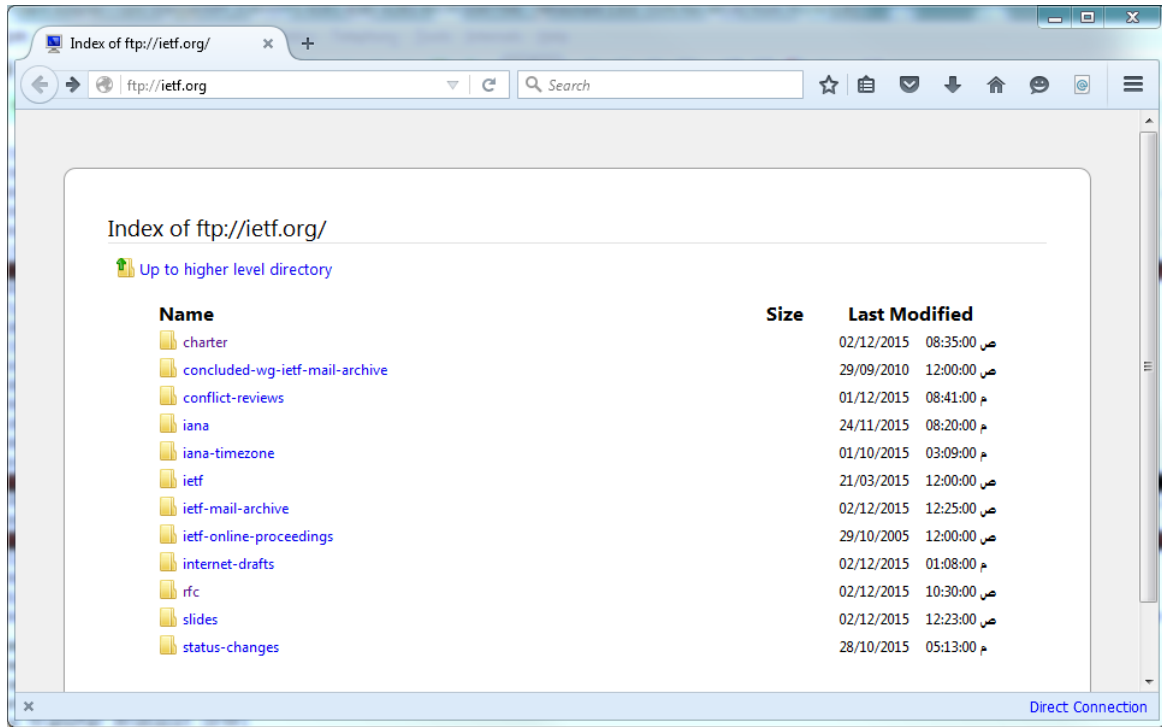 Index of ftp://ietf.org/
ftp://ietf.org Search
Index of ftp://ietf.org/
Up to higher level directory
Name Size Last Modified
charter 02/12/2015 08:35:00 ص
concluded-wg-ietf-mail-archive 29/09/2010 12:00:00 ص
conflict-reviews 01/12/2015 08:41:00 م
iana 24/11/2015 08:20:00 م
iana-timezone 01/10/2015 03:09:00 م
ietf 21/03/2015 12:00:00 ص
ietf-mail-archive 02/12/2015 12:25:00 ص
ietf-online-proceedings 29/10/2005 12:00:00 ص
internet-drafts 02/12/2015 01:08:00 م
rfc 02/12/2015 10:30:00 ص
slides 02/12/2015 12:23:00 ص
status-changes 28/10/2015 05:13:00 م
Direct Connection